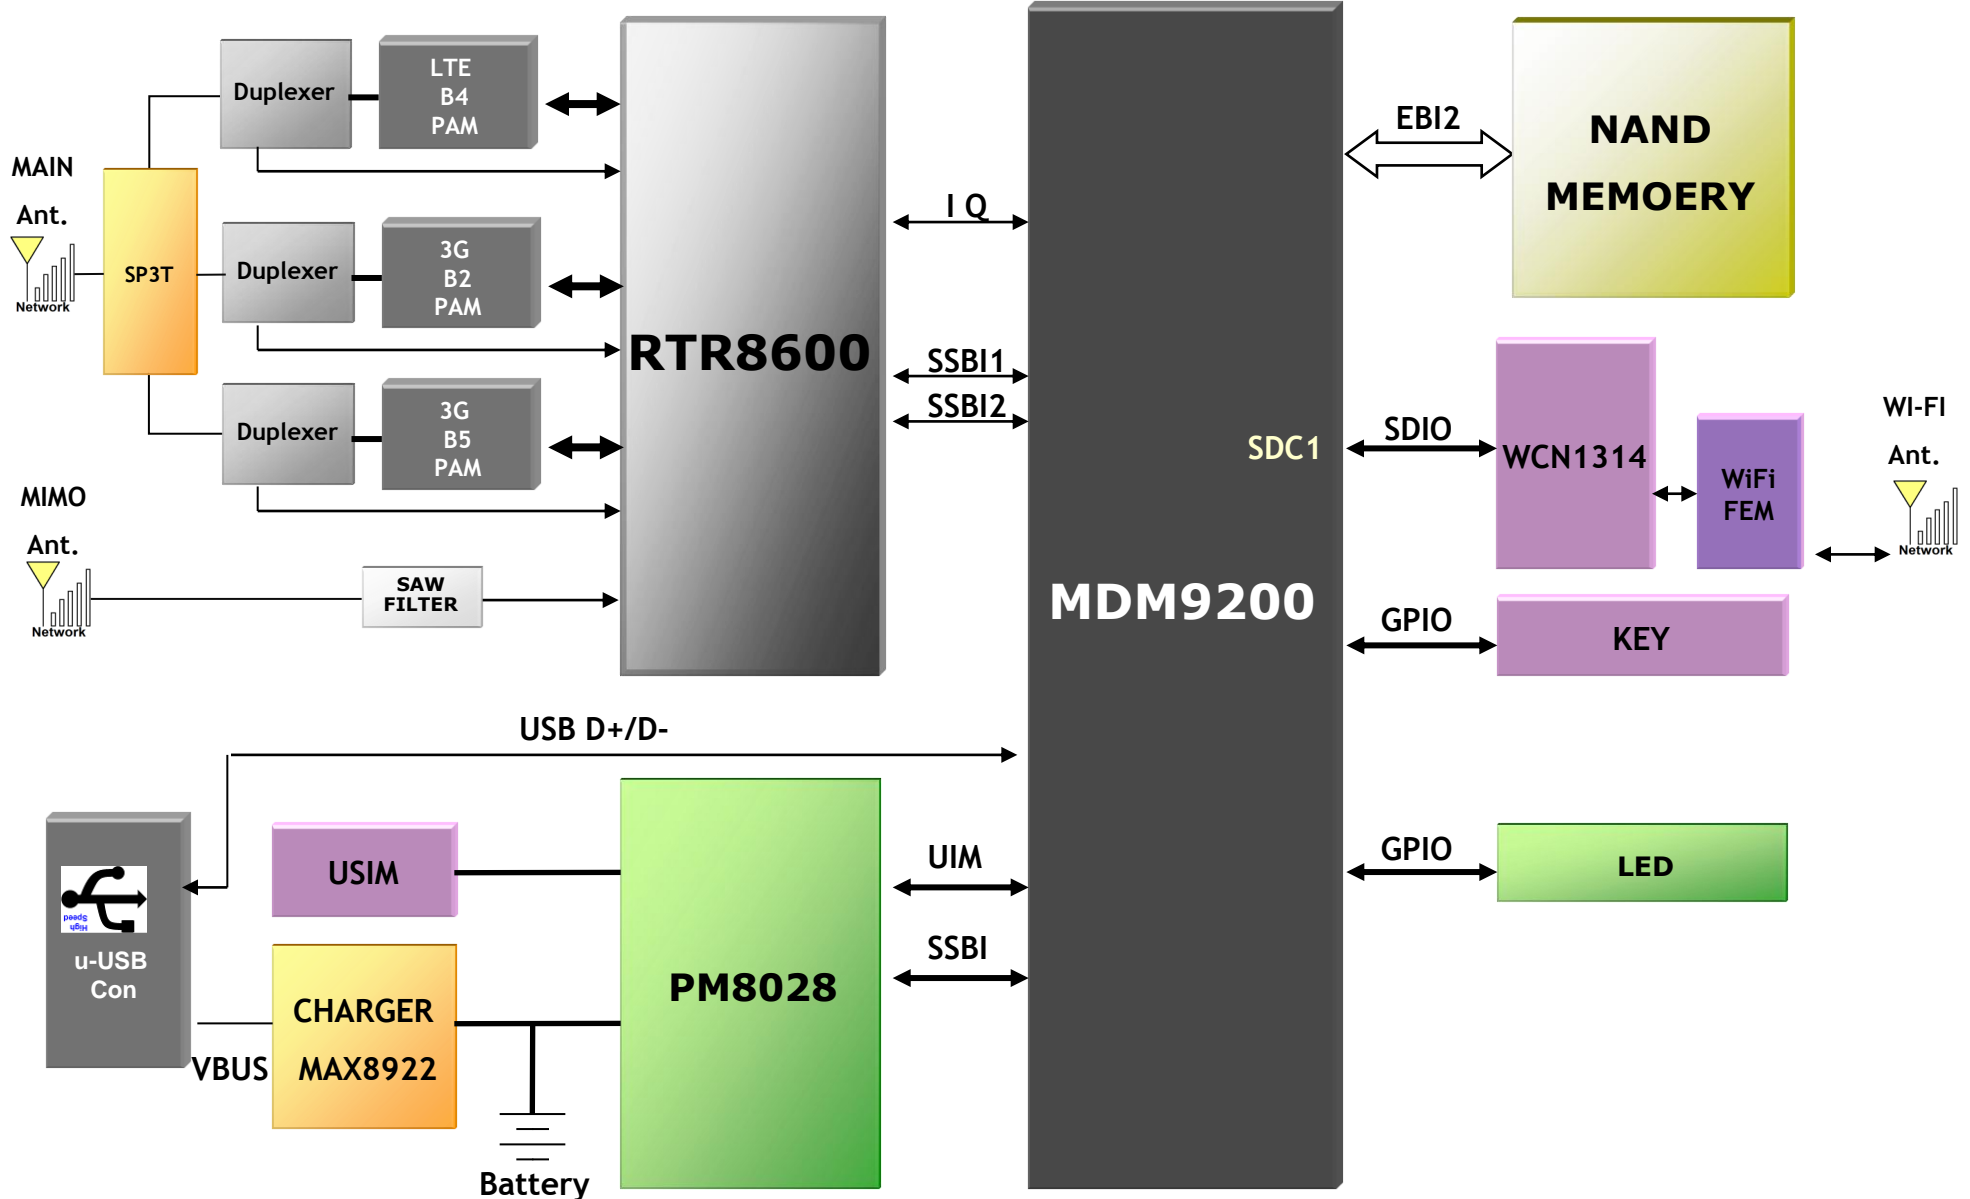 MAIN
Ant.
Network
SP3T
Duplexer
LTE
B4
PAM
Duplexer
3G
B2
PAM
Duplexer
3G
B5
PAM
MIMO
Ant.
Network
SAW
FILTER
RTR8600
I Q
SSBI1
SSBI2
MDM9200
SDC1
EBI2
NAND
MEMOERY
SDIO
WCN1314
WiFi
FEM
WI-FI
Ant.
Network
GPIO
KEY
GPIO
LED
USB D+/D-
High
Speed
u-USB
Con
VBUS
USIM
CHARGER
MAX8922
Battery
PM8028
UIM
SSBI